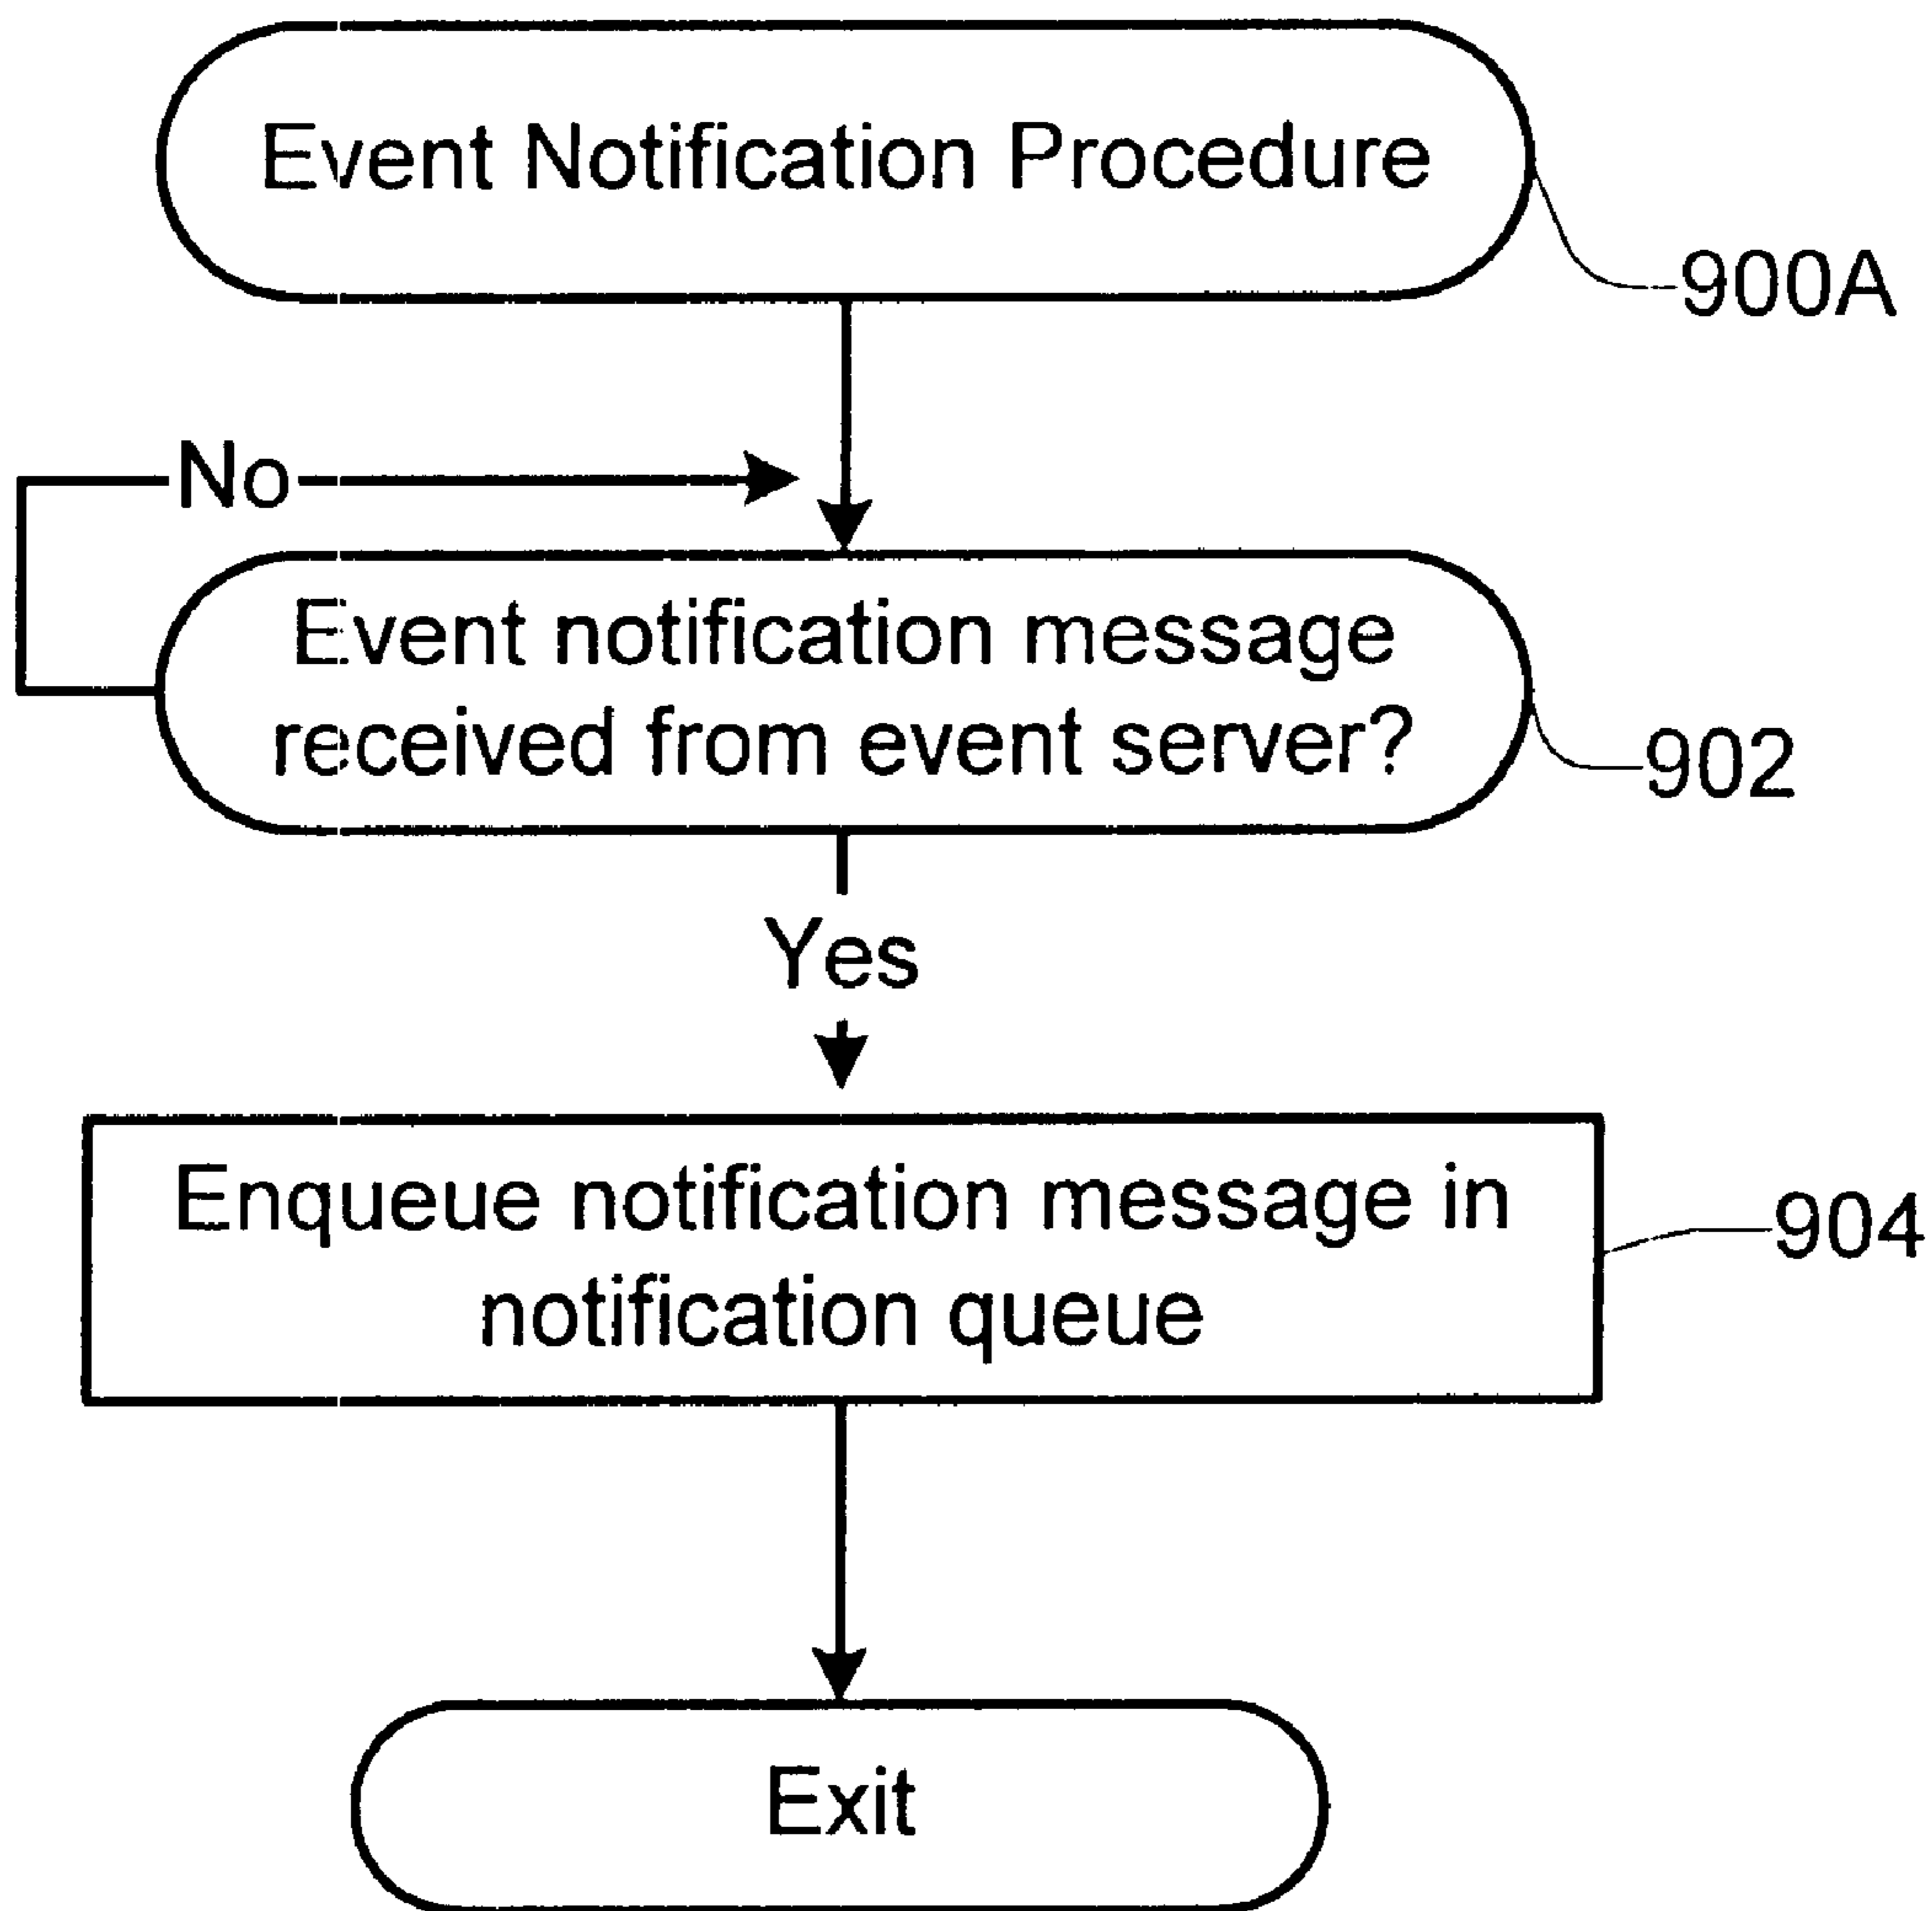 Event Notification Procedure
900A
No
Event notification message
received from event server?
902
Yes
Enqueue notification message in
notification queue
904
Exit